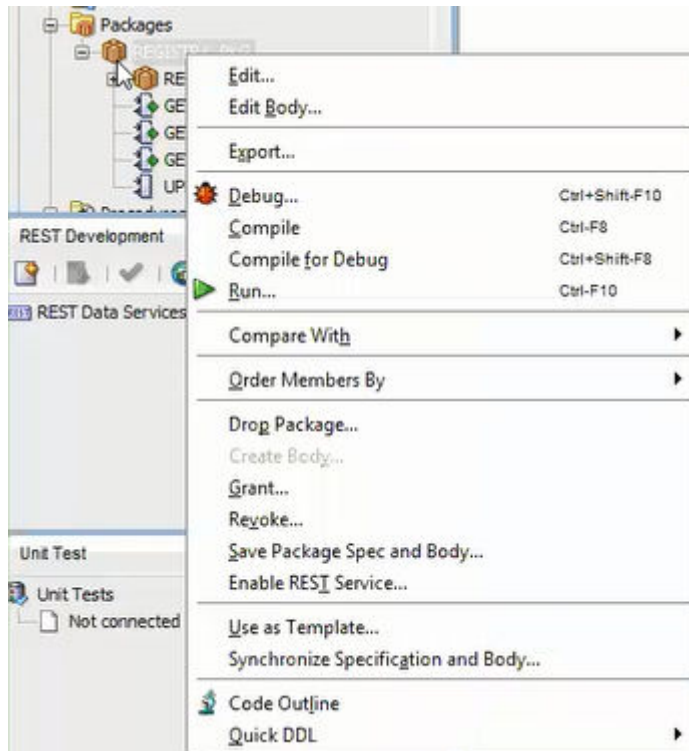 Packages
RE
GE
GE
GE
UP
Edit...
Edit Body...
Export...
Debug... Ctrl+Shift-F10
Compile Ctrl-F8
Compile for Debug Ctrl+Shift-F8
Run... Ctrl-F10
Compare With
Order Members By
Drop Package...
Create Body...
Grant...
Revoke...
Save Package Spec and Body...
Enable REST Service...
Use as Template...
Synchronize Specification and Body...
Code Outline
Quick DDL
REST Development
REST Data Services
Unit Test
Unit Tests
Not connected